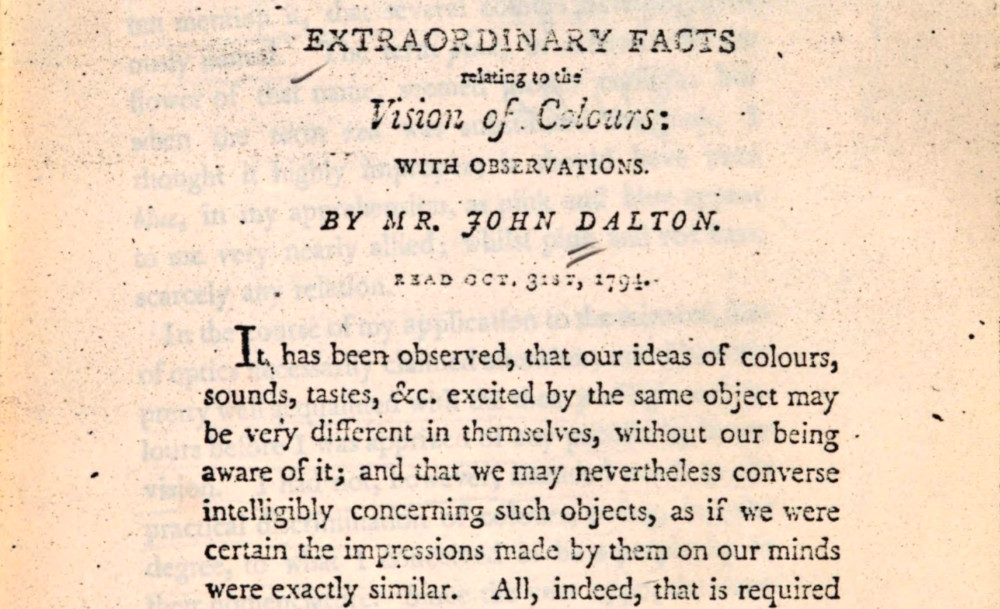 EXTRAORDINARY FACTS
relating to the
Vision of Colours:
WITH OBSERVATIONS.
BY MR. JOHN DALTON.
READ OCT. 31ST, 1794.
It has been observed, that our ideas of colours,
sounds, tastes, &c. excited by the same object may
be very different in themselves, without our being
aware of it; and that we may nevertheless converse
intelligibly concerning such objects, as if we were
certain the impressions made by them on our minds
were exactly similar. All, indeed, that is required